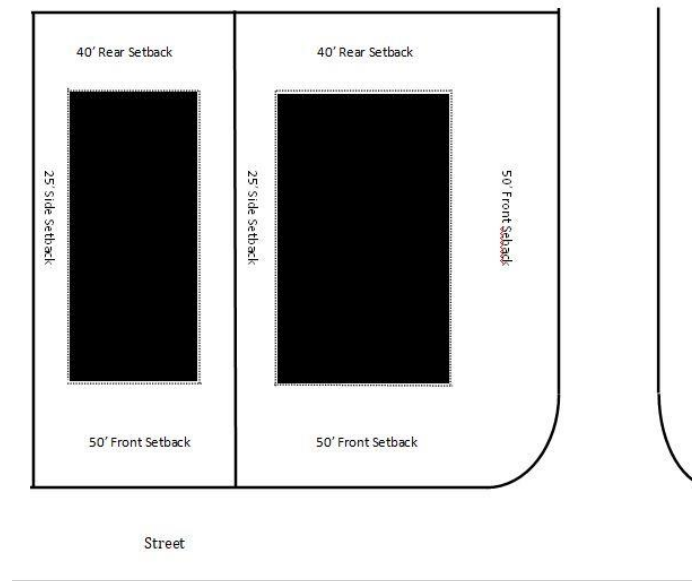 40' Rear Setback
40' Rear Setback
25' Side Setback
25' Side Setback
50' Front Seback
50' Front Setback
50' Front Setback
Street